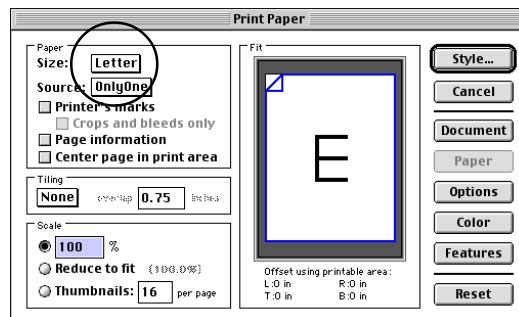 Print Paper
Paper
Size: Letter
Source: OnlyOne
Printer's marks
Crops and bleeds only
Page information
Center page in print area
Tiling
None overlap 0.75 inches
Scale
100 %
Reduce to fit (100.0%)
Thumbnails: 16 per page
Fit
E
Offset using printable area:
L:0 in R:0 in
T:0 in B:0 in
Style...
Cancel
Document
Paper
Options
Color
Features
Reset